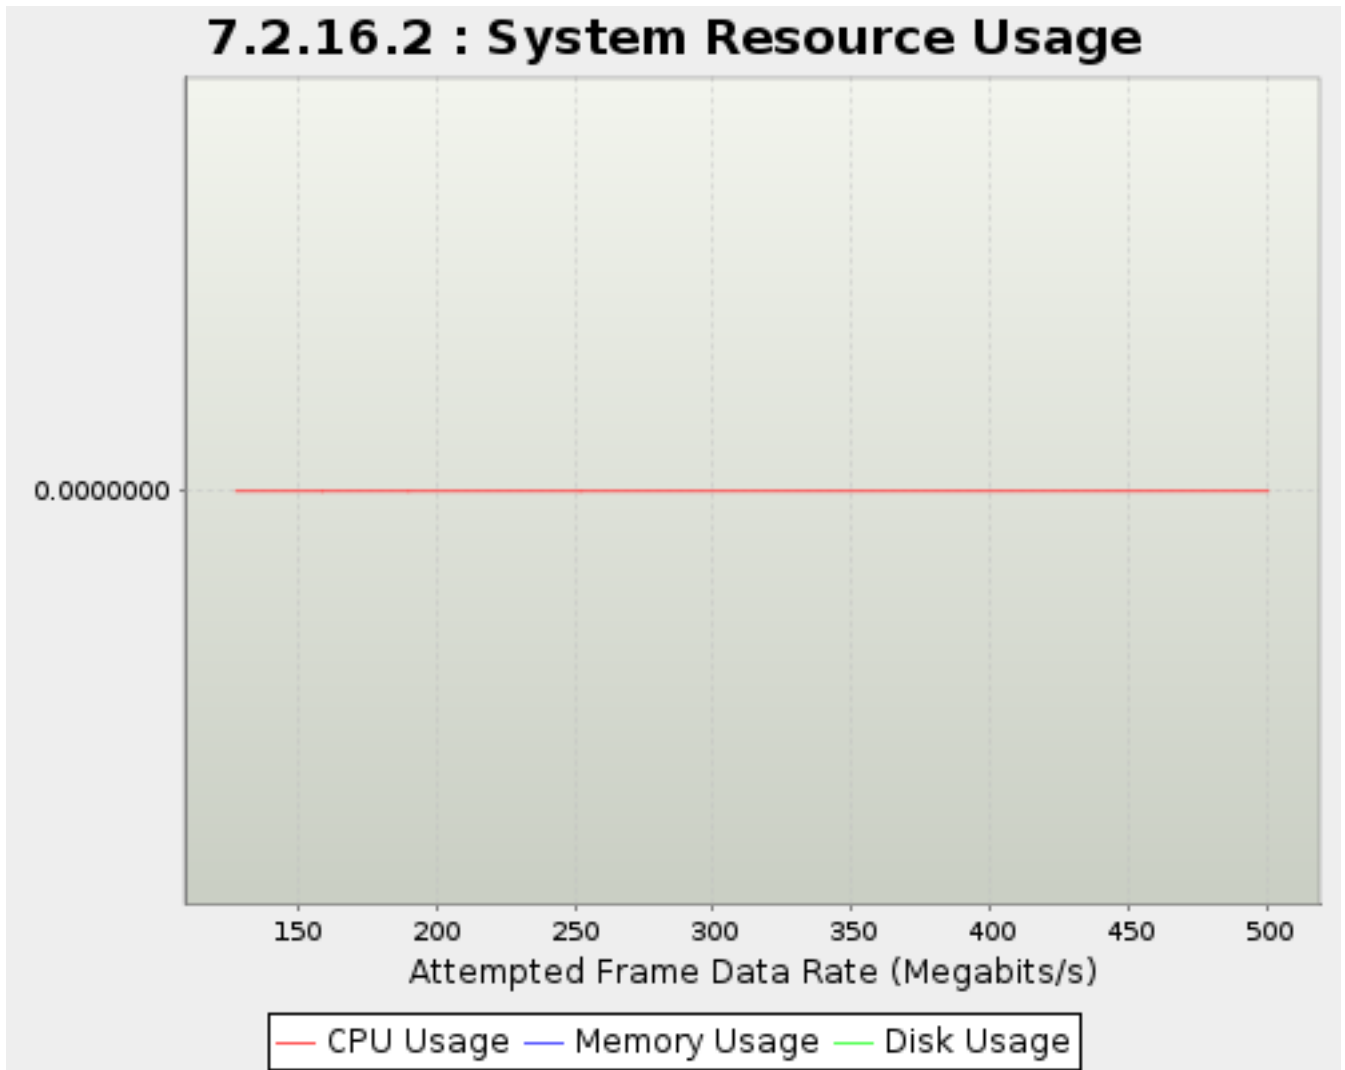 7.2.16.2 : System Resource Usage
0.0000000
150 200 250 300 350 400 450 500
Attempted Frame Data Rate (Megabits/s)
CPU Usage Memory Usage Disk Usage